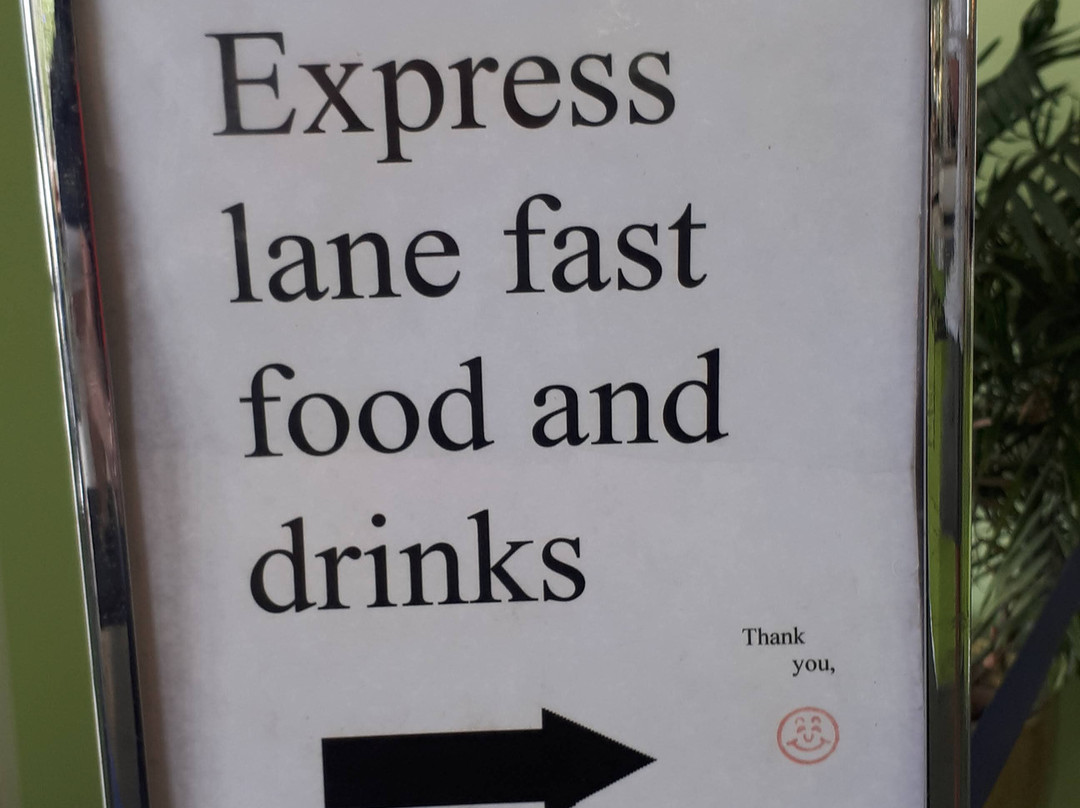 Express
lane fast
food and
drinks
Thank
you,